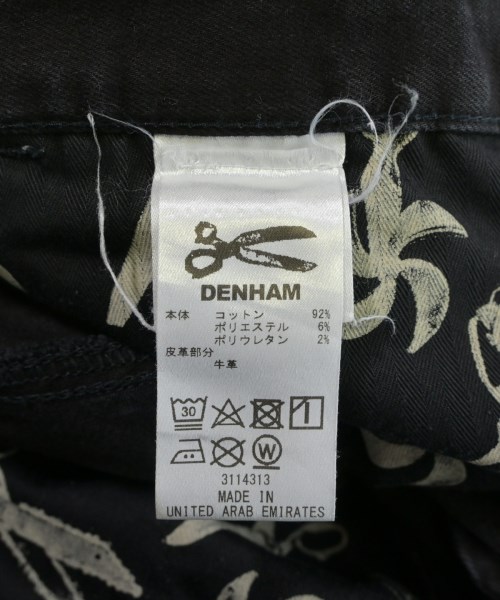 DENHAM
本体 コットン 92%
ポリエステル 6%
ポリウレタン 2%
皮革部分
牛革
30
W
3114313
MADE IN
UNITED ARAB EMIRATES